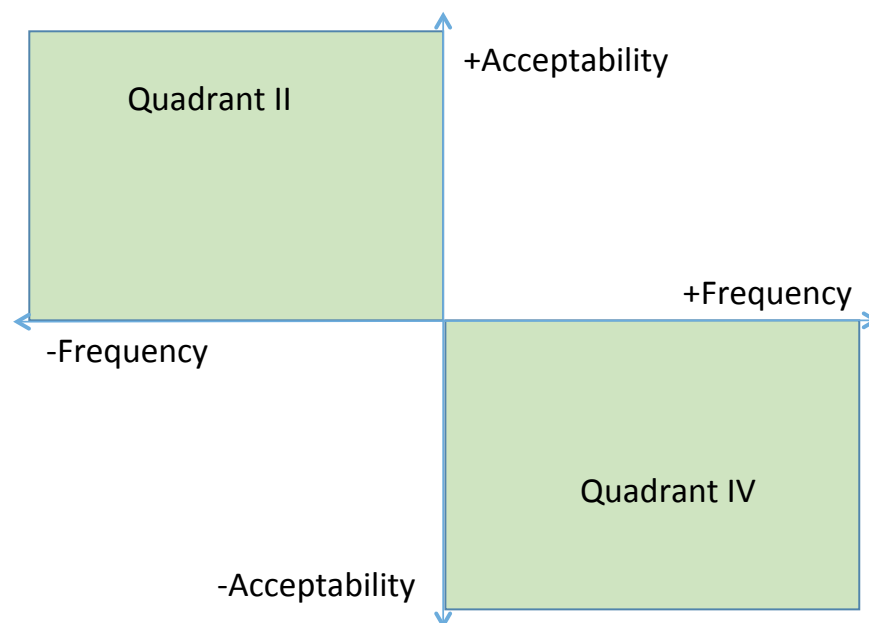 +Acceptability
Quadrant II
+Frequency
-Frequency
Quadrant IV
-Acceptability